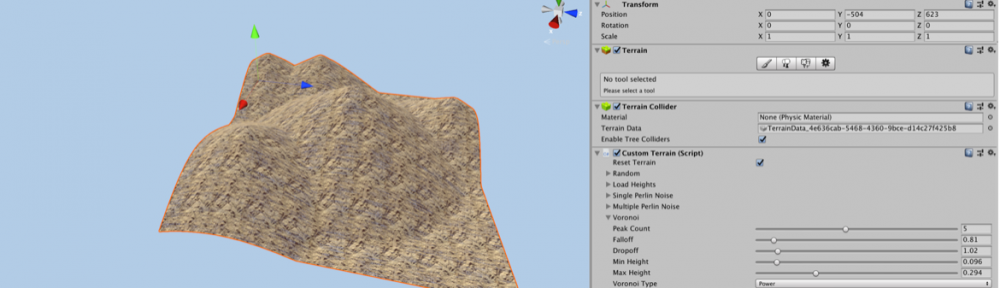 Transform
Position X 0 Y -504 Z 623
Rotation X 0 Y 0 Z 0
Scale X 1 Y 1 Z 1
Terrain
No tool selected
Please select a tool
Terrain Collider
Material None (Physic Material)
Terrain Data TerrainData_4e636cab-5468-4360-9bce-d14c27f425b8
Enable Tree Colliders
Custom Terrain (Script)
Reset Terrain
Random
Load Heights
Single Perlin Noise
Multiple Perlin Noise
Voronoi
Peak Count 5
Falloff 0.81
Dropoff 1.02
Min Height 0.096
Max Height 0.294
Voronoi Type Power